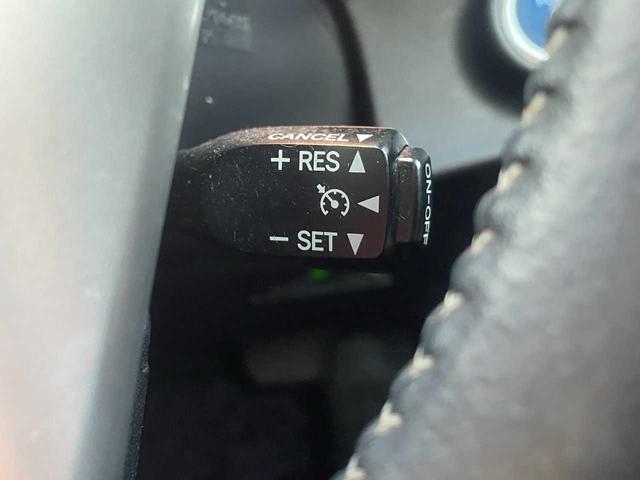 CANCEL ▼
+ RES ▲
◀
- SET ▼
ON-OFF